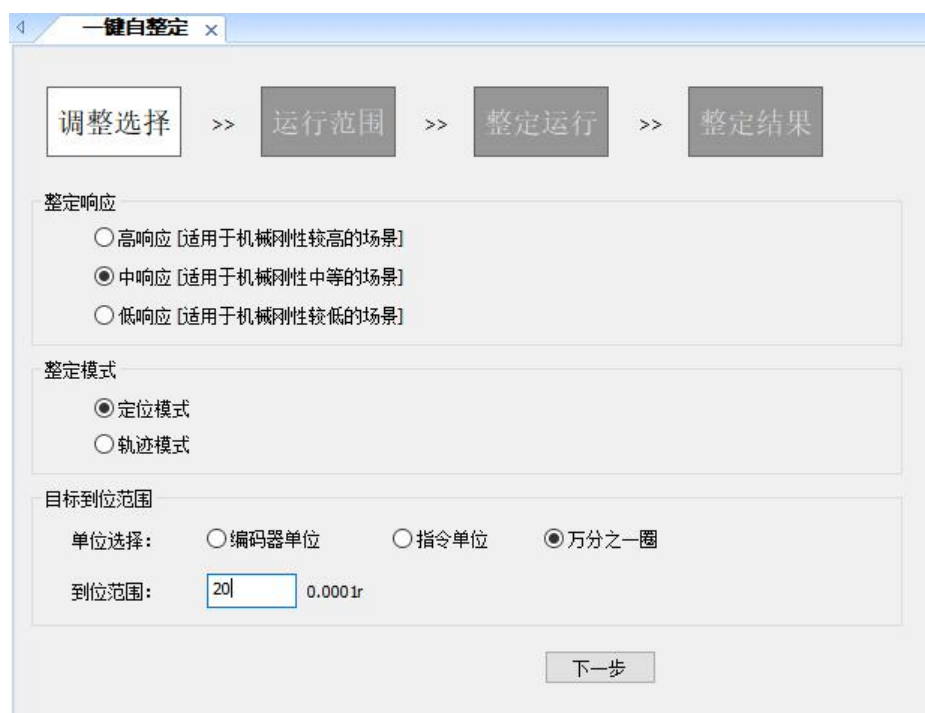 一键自整定 ×
调整选择 >> 运行范围 >> 整定运行 >> 整定结果
整定响应
高响应 [适用于机械刚性较高的场景]
中响应 [适用于机械刚性中等的场景]
低响应 [适用于机械刚性较低的场景]
整定模式
定位模式
轨迹模式
目标到位范围
单位选择： 编码器单位 指令单位 万分之一圈
到位范围： 20 0.0001r
下一步